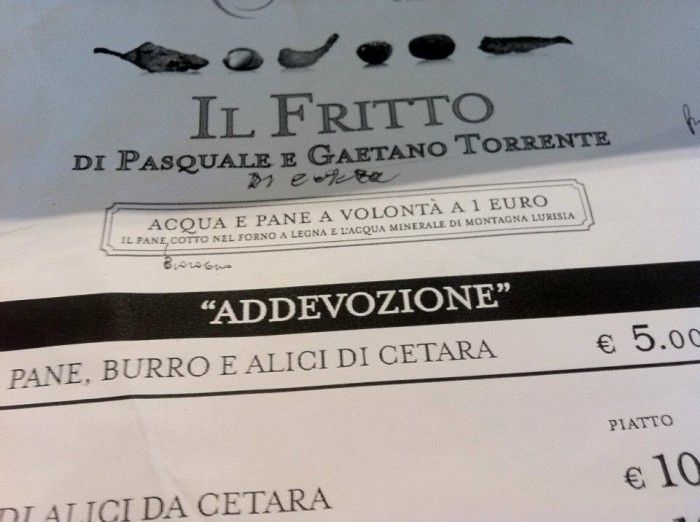 IL FRITTO
DI PASQUALE E GAETANO TORRENTE
ACQUA E PANE A VOLONTÀ A 1 EURO
IL PANE COTTO NEL FORNO A LEGNA E L'ACQUA MINERALE DI MONTAGNA LURISIA
"ADDEVOZIONE"
PANE, BURRO E ALICI DI CETARA € 5.00
PIATTO
DI ALICI DA CETARA € 10